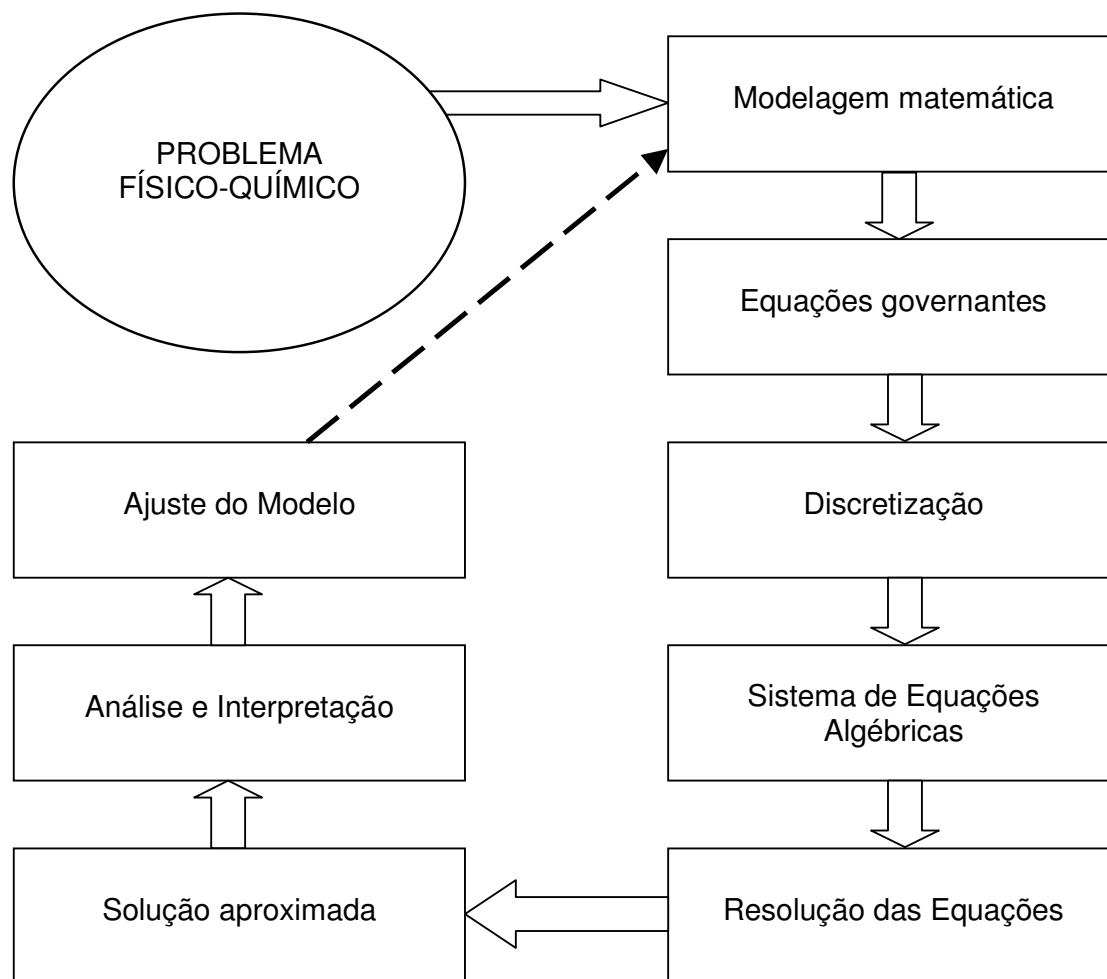 PROBLEMA
FÍSICO-QUÍMICO
Modelagem matemática
Equações governantes
Discretização
Sistema de Equações
Algébricas
Resolução das Equações
Solução aproximada
Análise e Interpretação
Ajuste do Modelo